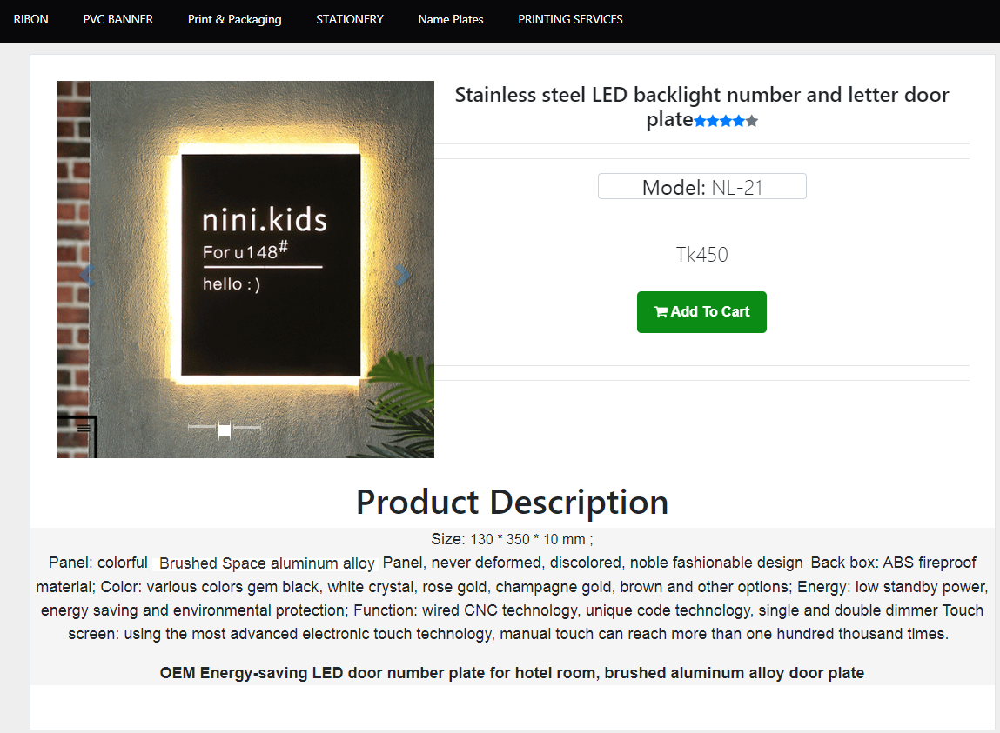 RIBON PVC BANNER Print & Packaging STATIONERY Name Plates PRINTING SERVICES
Stainless steel LED backlight number and letter door
plate
Model: NL-21
Tk450
Add To Cart
nini.kids
For u 148#
hello : )
Product Description
Size: 130 * 350 * 10 mm ;
Panel: colorful Brushed Space aluminum alloy Panel, never deformed, discolored, noble fashionable design Back box: ABS fireproof
material; Color: various colors gem black, white crystal, rose gold, champagne gold, brown and other options; Energy: low standby power,
energy saving and environmental protection; Function: wired CNC technology, unique code technology, single and double dimmer Touch
screen: using the most advanced electronic touch technology, manual touch can reach more than one hundred thousand times.
OEM Energy-saving LED door number plate for hotel room, brushed aluminum alloy door plate